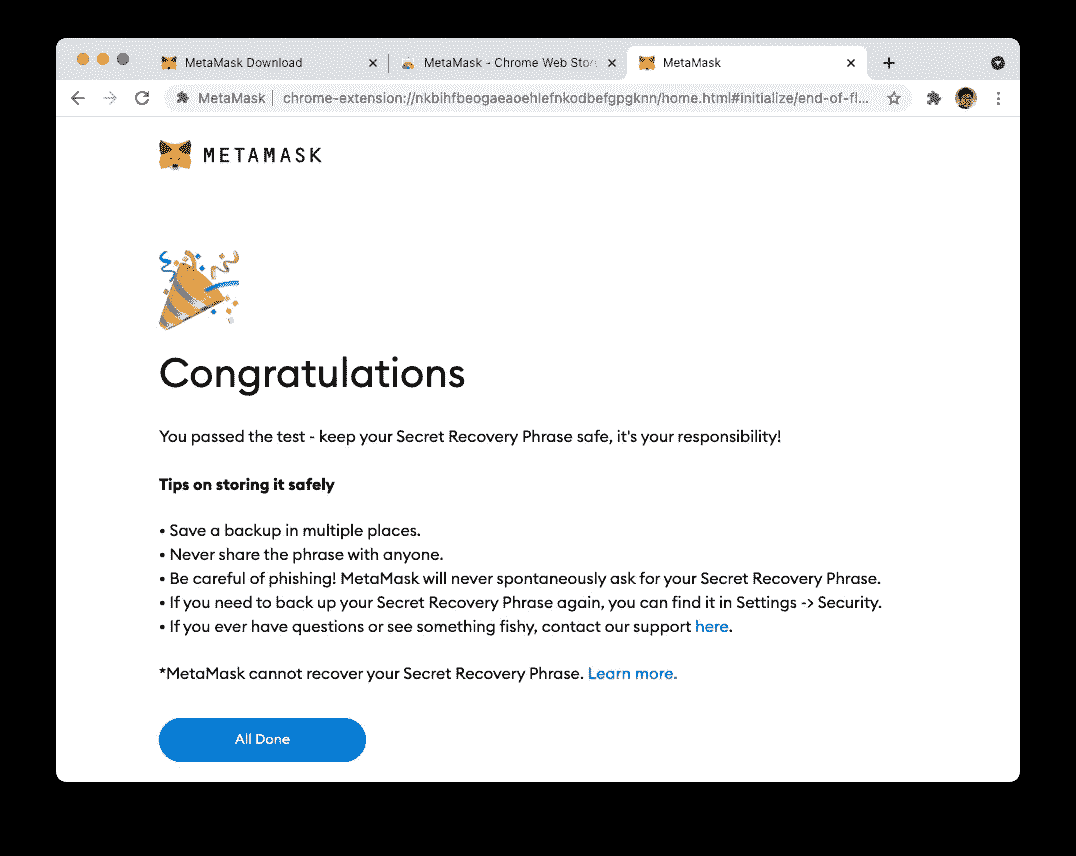 MetaMask Download
MetaMask - Chrome Web Stor
MetaMask
MetaMask
chrome-extension://nkbihfbeogaeaoehlefnkodbefgpgknn/home.html#initialize/end-of-fl...
METAMASK
Congratulations
You passed the test - keep your Secret Recovery Phrase safe, it's your responsibility!
Tips on storing it safely
• Save a backup in multiple places.
• Never share the phrase with anyone.
• Be careful of phishing! MetaMask will never spontaneously ask for your Secret Recovery Phrase.
• If you need to back up your Secret Recovery Phrase again, you can find it in Settings -> Security.
• If you ever have questions or see something fishy, contact our support here.
*MetaMask cannot recover your Secret Recovery Phrase. Learn more.
All Done